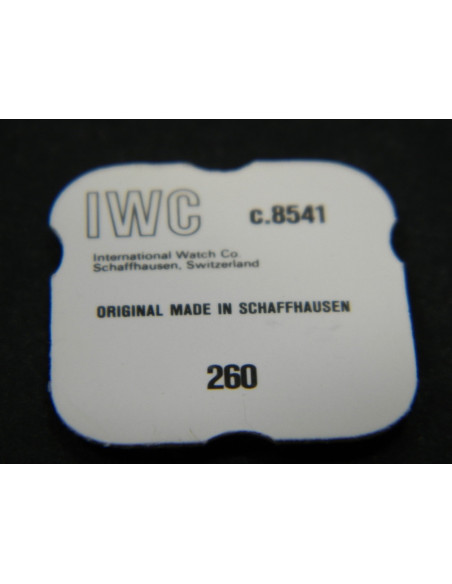 IWC c.8541
International Watch Co.
Schaffhausen, Switzerland
ORIGINAL MADE IN SCHAFFHAUSEN
260